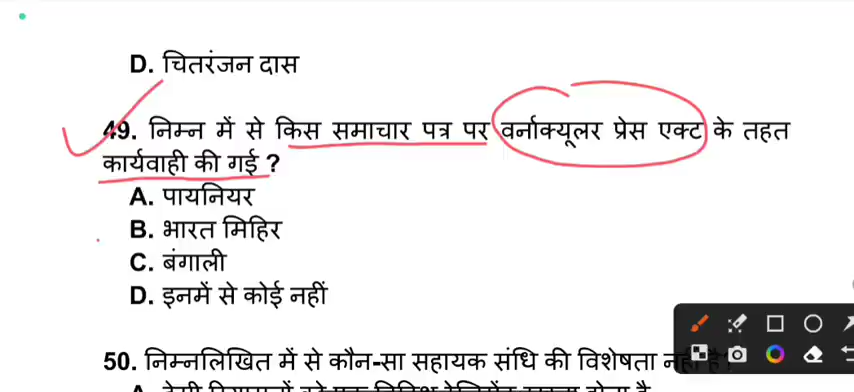 D. चितरंजन दास
49. निम्न में से किस समाचार पत्र पर वर्नाक्यूलर प्रेस एक्ट के तहत
कार्यवाही की गई ?
A. पायनियर
B. भारत मिहिर
C. बंगाली
D. इनमें से कोई नहीं
50. निम्नलिखित में से कौन-सा सहायक संधि की विशेषता नहीं है?